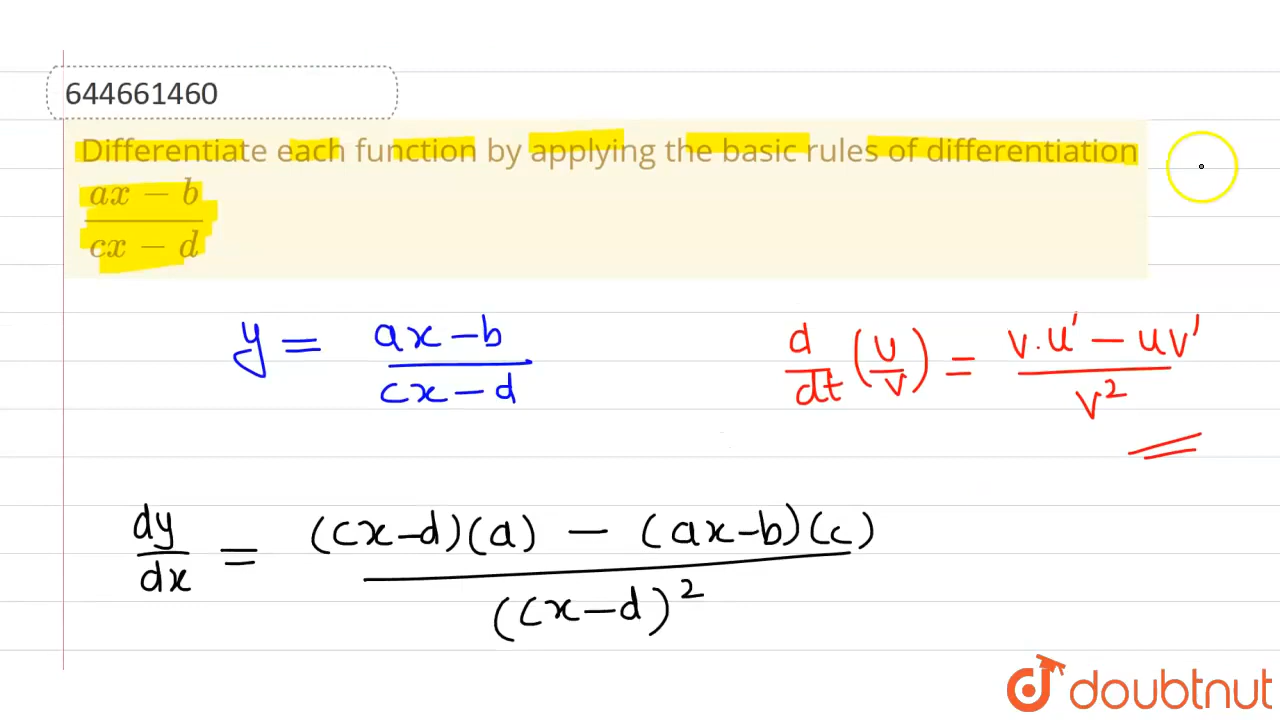 644661460
Differentiate each function by applying the basic rules of differentiation
ax − b
cx − d
y = ax − b / cx − d
d/dt (u/v) = v·u' − uv' / v²
dy/dx = (cx−d)(a) − (ax−b)(c) / (cx−d)²
doubtnut